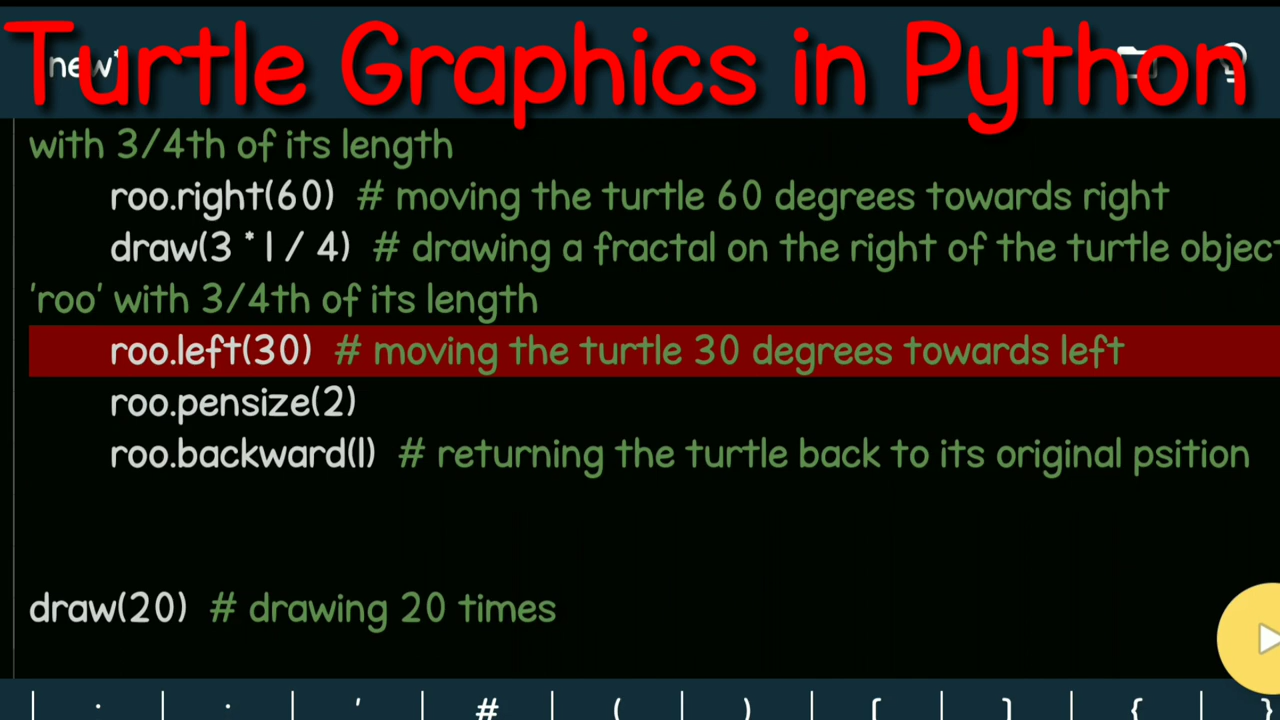 Turtle Graphics in Python
new*
with 3/4th of its length
roo.right(60) # moving the turtle 60 degrees towards right
draw(3 * l / 4) # drawing a fractal on the right of the turtle objec
'roo' with 3/4th of its length
roo.left(30) # moving the turtle 30 degrees towards left
roo.pensize(2)
roo.backward(l) # returning the turtle back to its original psition
draw(20) # drawing 20 times
. . ' # ( ) [ ] { }